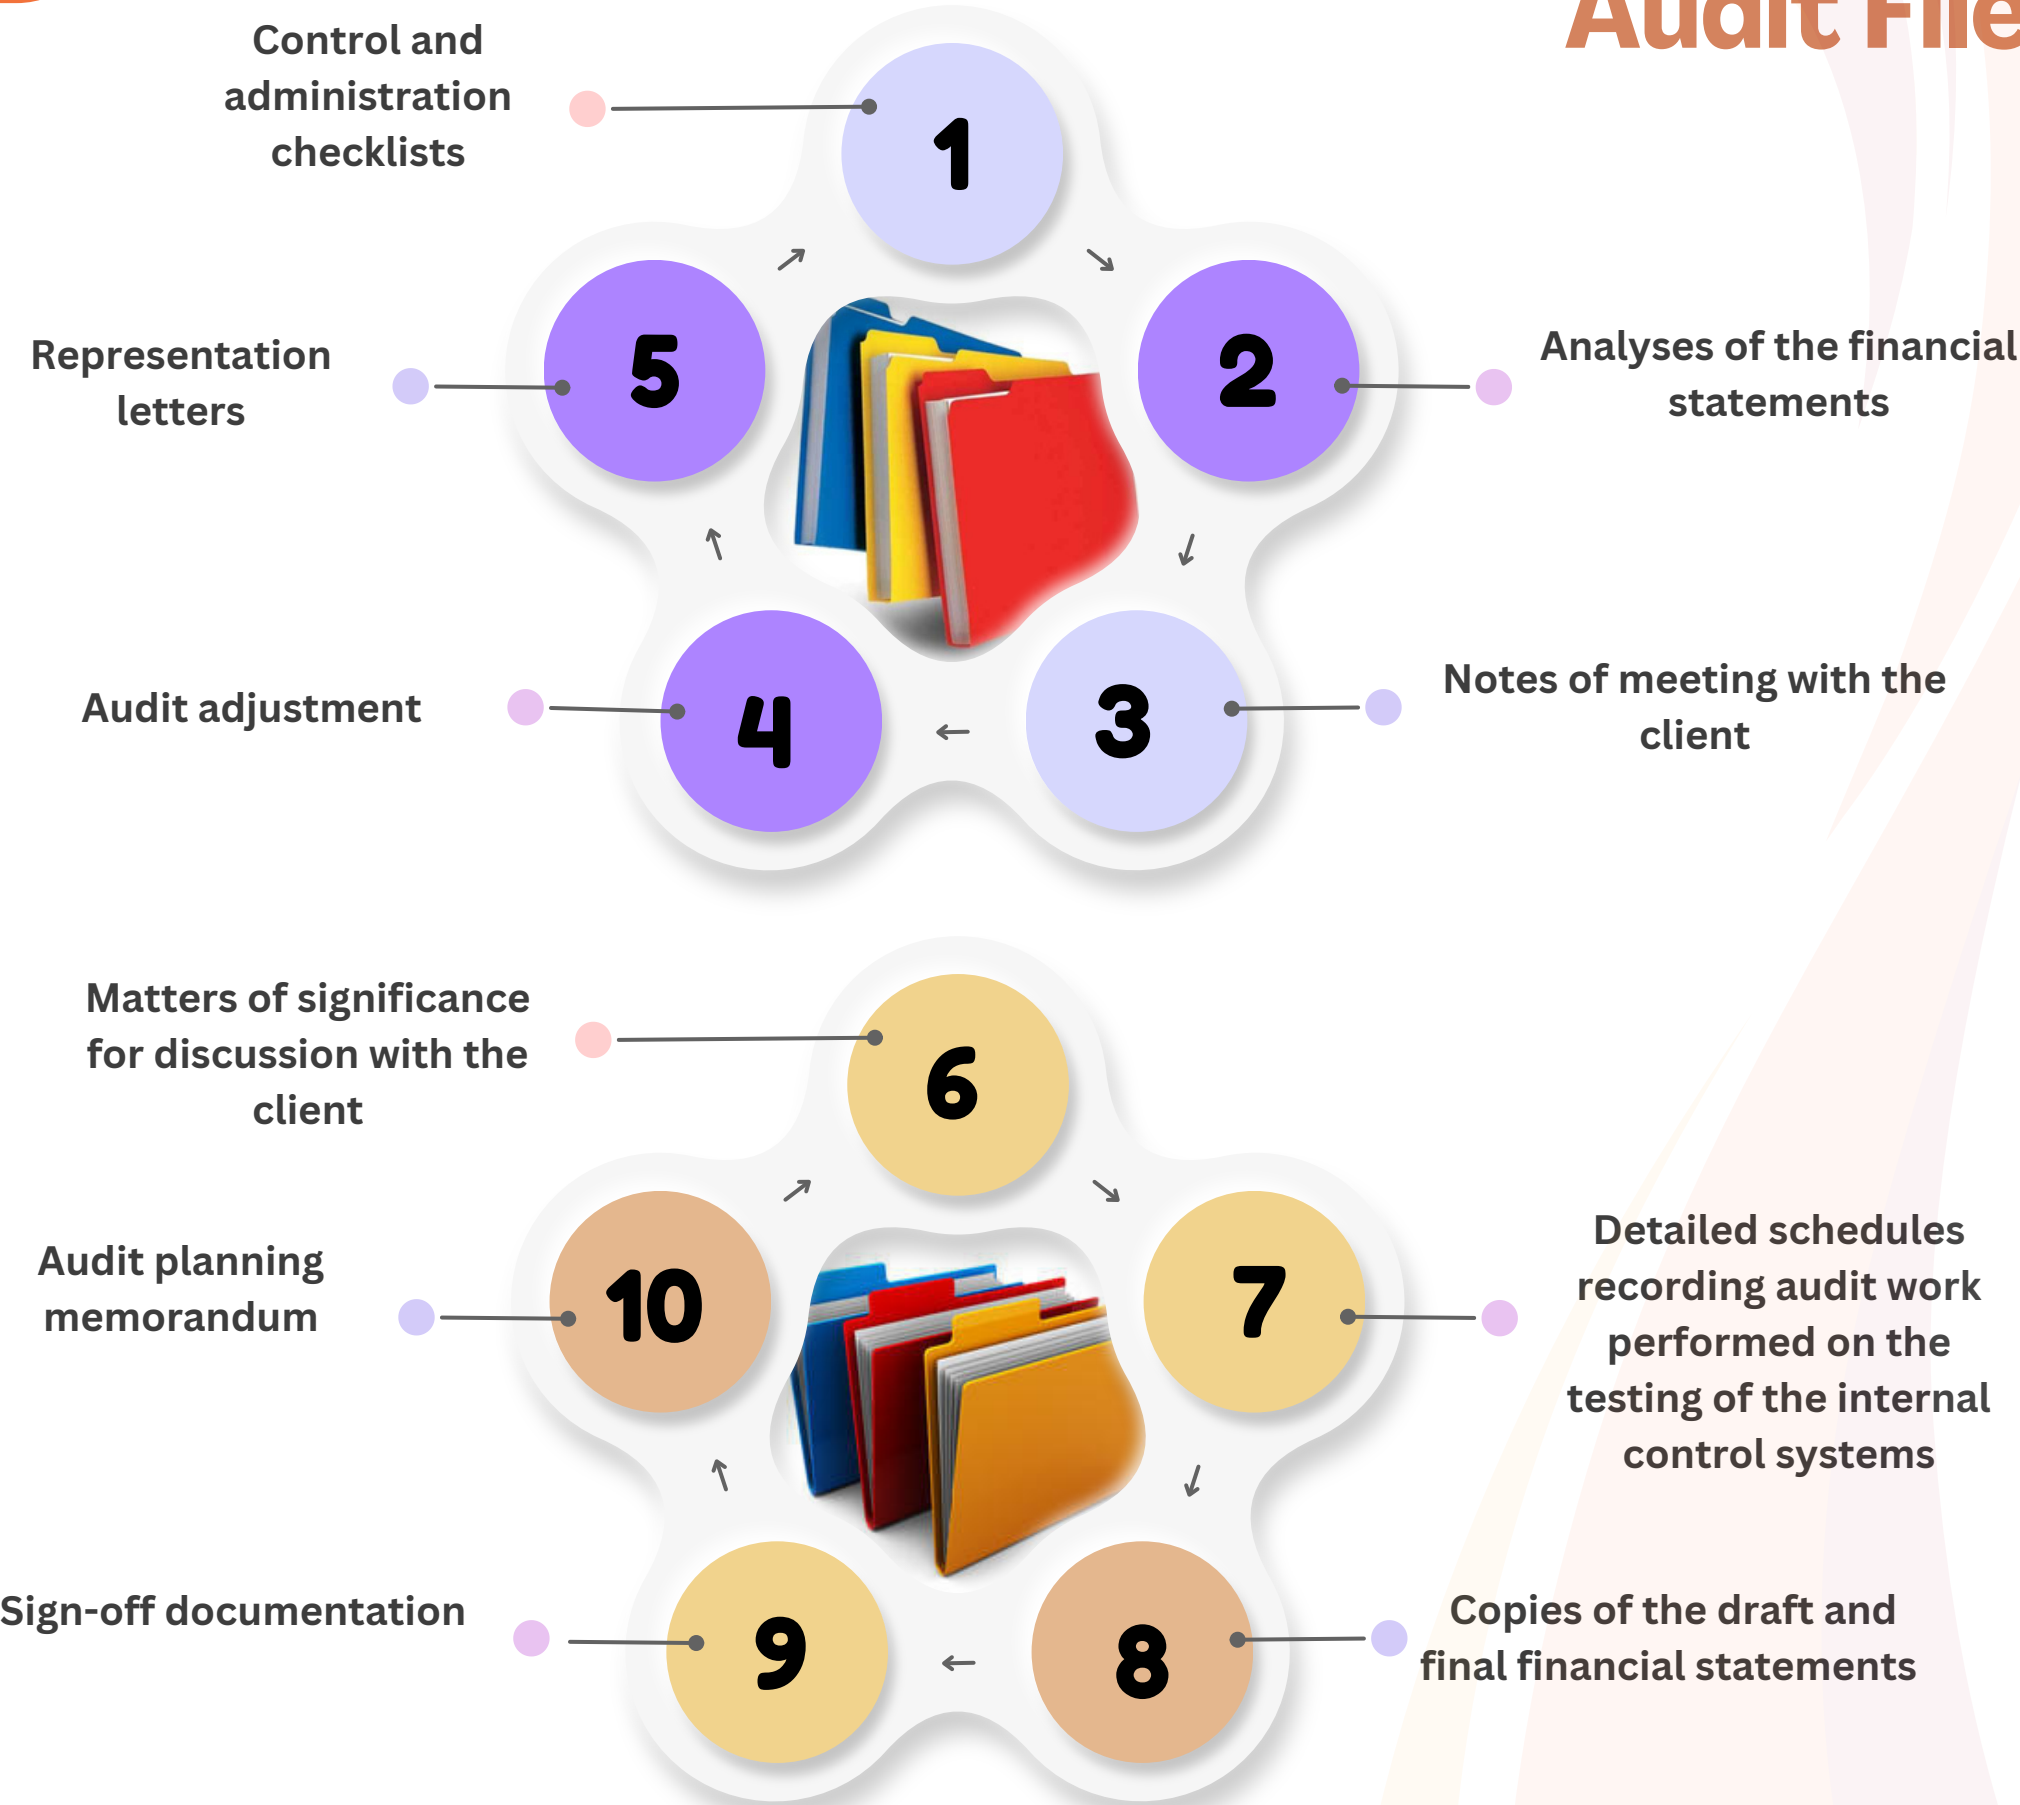 Audit File
Control and
administration
checklists
1
5
2
Representation
letters
Analyses of the financial
statements
4
3
Audit adjustment
Notes of meeting with the
client
Matters of significance
for discussion with the
client
6
10
7
Audit planning
memorandum
Detailed schedules
recording audit work
performed on the
testing of the internal
control systems
9
8
Sign-off documentation
Copies of the draft and
final financial statements